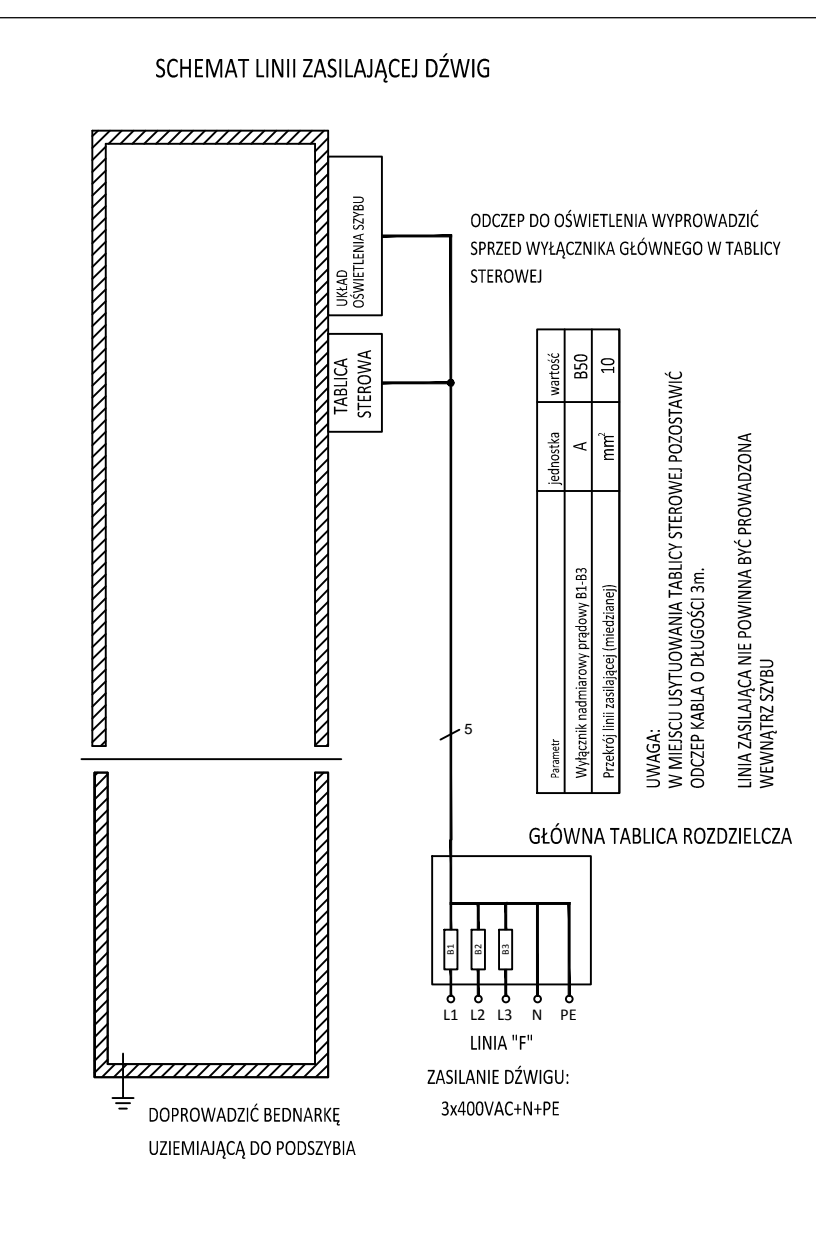 SCHEMAT LINII ZASILAJĄCEJ DŹWIG
UKŁAD
OŚWIETLENIA SZYBU
ODCZEP DO OŚWIETLENIA WYPROWADZIĆ
SPRZED WYŁĄCZNIKA GŁÓWNEGO W TABLICY
STEROWEJ
TABLICA
STEROWA
Parametr jednostka wartość
Wyłącznik nadmiarowy prądowy B1-B3 A B50
Przekrój linii zasilającej (miedzianej) mm² 10
UWAGA:
W MIEJSCU USYTUOWANIA TABLICY STEROWEJ POZOSTAWIĆ
ODCZEP KABLA O DŁUGOŚCI 3m.
LINIA ZASILAJĄCA NIE POWINNA BYĆ PROWADZONA
WEWNĄTRZ SZYBU
5
GŁÓWNA TABLICA ROZDZIELCZA
B1 B2 B3
L1 L2 L3 N PE
LINIA "F"
ZASILANIE DŹWIGU:
3x400VAC+N+PE
DOPROWADZIĆ BEDNARKĘ
UZIEMIAJĄCĄ DO PODSZYBIA